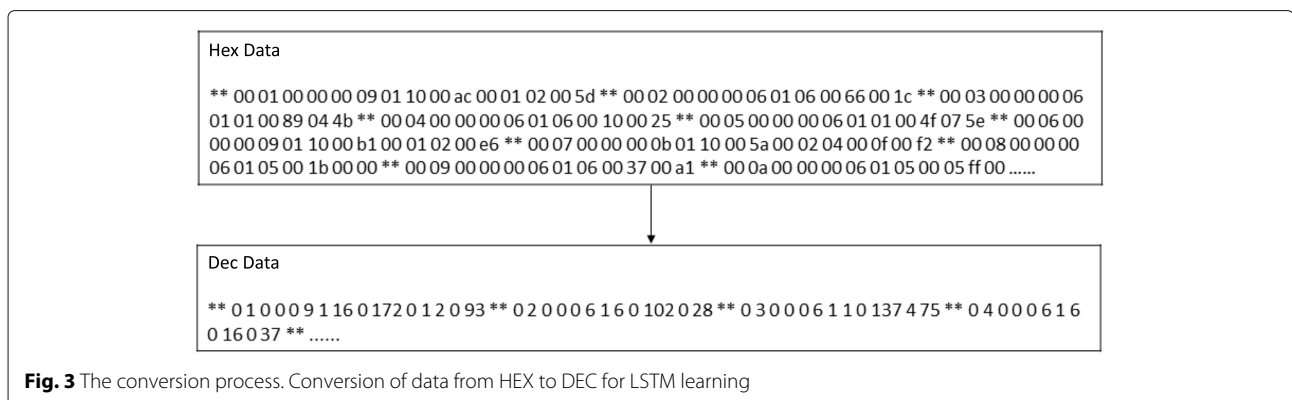 Hex Data
** 00 01 00 00 00 09 01 10 00 ac 00 01 02 00 5d ** 00 02 00 00 00 06 01 06 00 66 00 1c ** 00 03 00 00 00 06
01 01 00 89 04 4b ** 00 04 00 00 00 06 01 06 00 10 00 25 ** 00 05 00 00 00 06 01 01 00 4f 07 5e ** 00 06 00
00 00 09 01 10 00 b1 00 01 02 00 e6 ** 00 07 00 00 00 0b 01 10 00 5a 00 02 04 00 0f 00 f2 ** 00 08 00 00 00
06 01 05 00 1b 00 00 ** 00 09 00 00 00 06 01 06 00 37 00 a1 ** 00 0a 00 00 00 06 01 05 00 05 ff 00 ......
Dec Data
** 0 1 0 0 0 9 1 16 0 172 0 1 2 0 93 ** 0 2 0 0 0 6 1 6 0 102 0 28 ** 0 3 0 0 0 6 1 1 0 137 4 75 ** 0 4 0 0 0 6 1 6
0 16 0 37 ** ......
Fig. 3 The conversion process. Conversion of data from HEX to DEC for LSTM learning